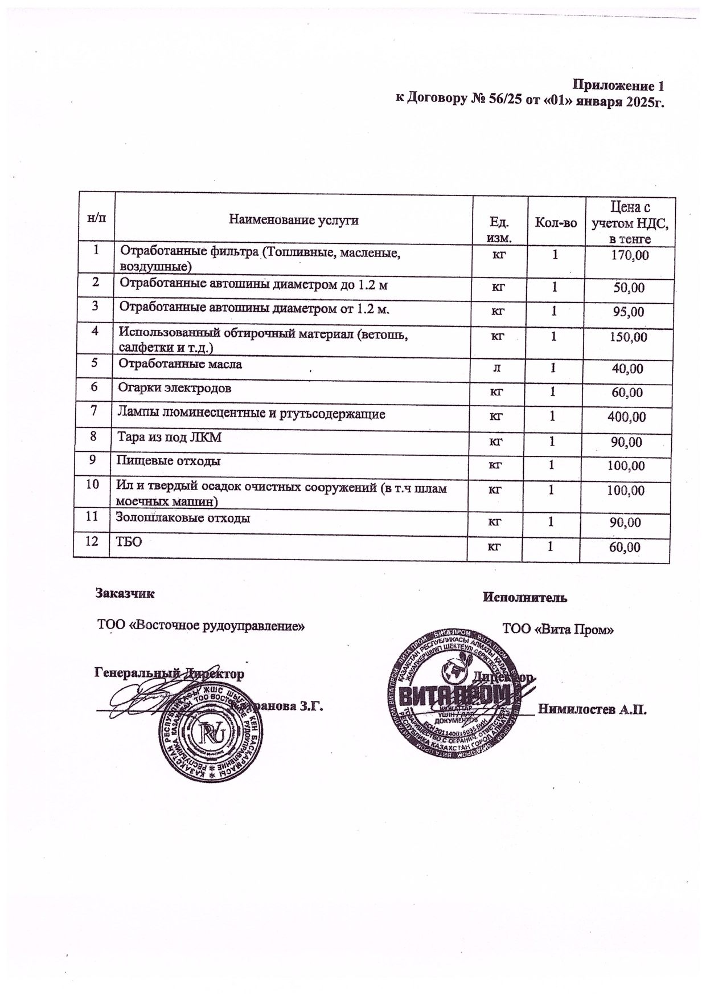 Приложение 1
к Договору № 56/25 от «01» января 2025г.
н/п Наименование услуги Ед. изм. Кол-во Цена с учетом НДС, в тенге
1 Отработанные фильтра (Топливные, масленые, кг 1 170,00
воздушные)
2 Отработанные автошины диаметром до 1.2 м кг 1 50,00
3 Отработанные автошины диаметром от 1.2 м. кг 1 95,00
4 Использованный обтирочный материал (ветошь, кг 1 150,00
салфетки и т.д.)
5 Отработанные масла л 1 40,00
6 Огарки электродов кг 1 60,00
7 Лампы люминесцентные и ртутьсодержащие кг 1 400,00
8 Тара из под ЛКМ кг 1 90,00
9 Пищевые отходы кг 1 100,00
10 Ил и твердый осадок очистных сооружений (в т.ч шлам кг 1 100,00
моечных машин)
11 Золошлаковые отходы кг 1 90,00
12 ТБО кг 1 60,00
Заказчик Исполнитель
ТОО «Восточное рудоуправление» ТОО «Вита Пром»
Генеральный Директор Директор
З.Г. Нимилостев А.П.
ВИТА ПРОМ
ҚҰЖАТТАР
ҮШІН / ДЛЯ
ДОКУМЕНТОВ